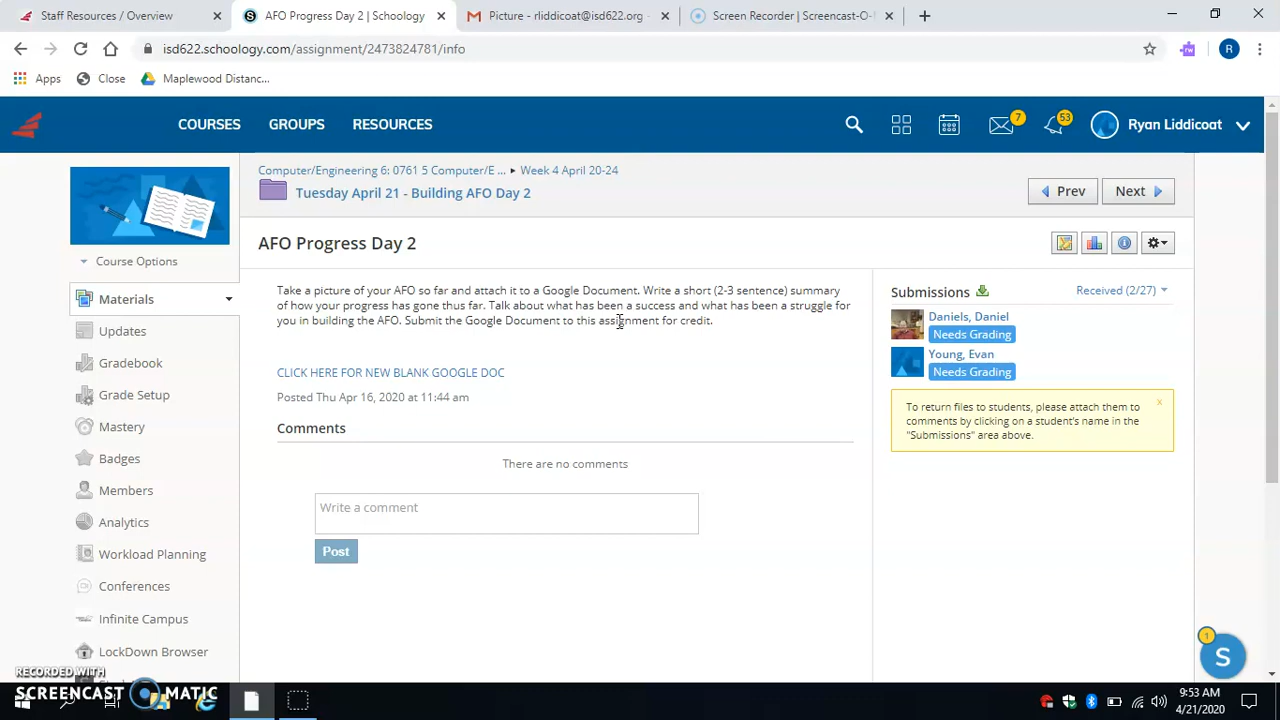 Staff Resources / Overview
AFO Progress Day 2 | Schoology
Picture - rliddicoat@isd622.org -
Screen Recorder | Screencast-O-
isd622.schoology.com/assignment/2473824781/info
R
Apps
Close
Maplewood Distanc...
COURSES
GROUPS
RESOURCES
7
53
Ryan Liddicoat
Computer/Engineering 6: 0761 5 Computer/E ... ▸ Week 4 April 20-24
Tuesday April 21 - Building AFO Day 2
Prev
Next
Course Options
AFO Progress Day 2
Materials
Updates
Gradebook
Grade Setup
Mastery
Badges
Members
Analytics
Workload Planning
Conferences
Infinite Campus
LockDown Browser
Take a picture of your AFO so far and attach it to a Google Document. Write a short (2-3 sentence) summary
of how your progress has gone thus far. Talk about what has been a success and what has been a struggle for
you in building the AFO. Submit the Google Document to this assignment for credit.
CLICK HERE FOR NEW BLANK GOOGLE DOC
Posted Thu Apr 16, 2020 at 11:44 am
Comments
There are no comments
Write a comment
Post
Submissions
Received (2/27)
Daniels, Daniel
Needs Grading
Young, Evan
Needs Grading
To return files to students, please attach them to
comments by clicking on a student's name in the
"Submissions" area above.
x
1
S
RECORDED WITH
SCREENCAST MATIC
9:53 AM
4/21/2020